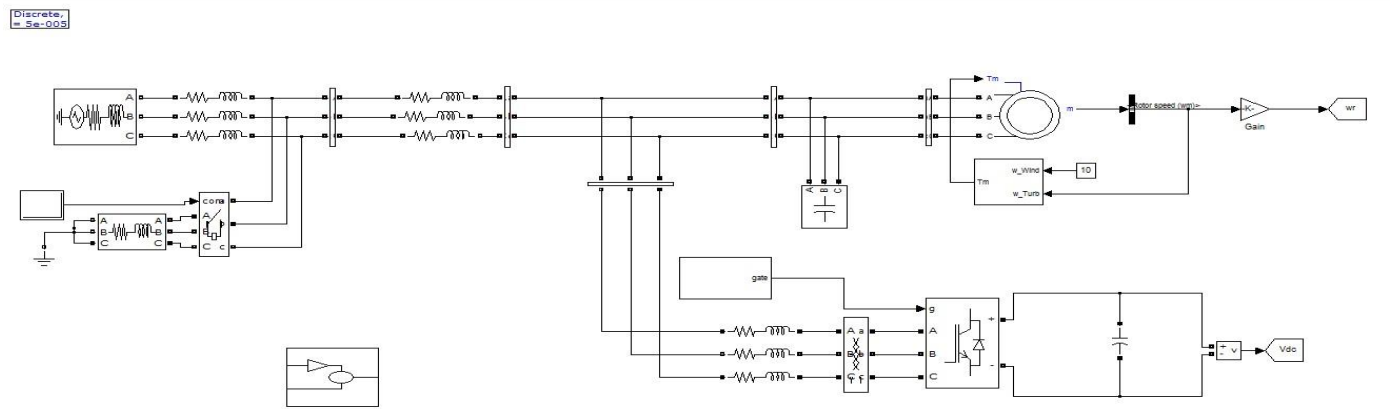 Discrete,
= 5e-005
A
B
C
Tm
A
B
C
m
Rotor speed (wm)>
-K-
Gain
wr
Tm
w_Wind
w_Turb
10
A
B
C
com
A
B
C
a
c
A
B
C
A
B
C
gate
g
A
B
C
+
-
A
B
C
a
b
c
+
-
v
Vdc